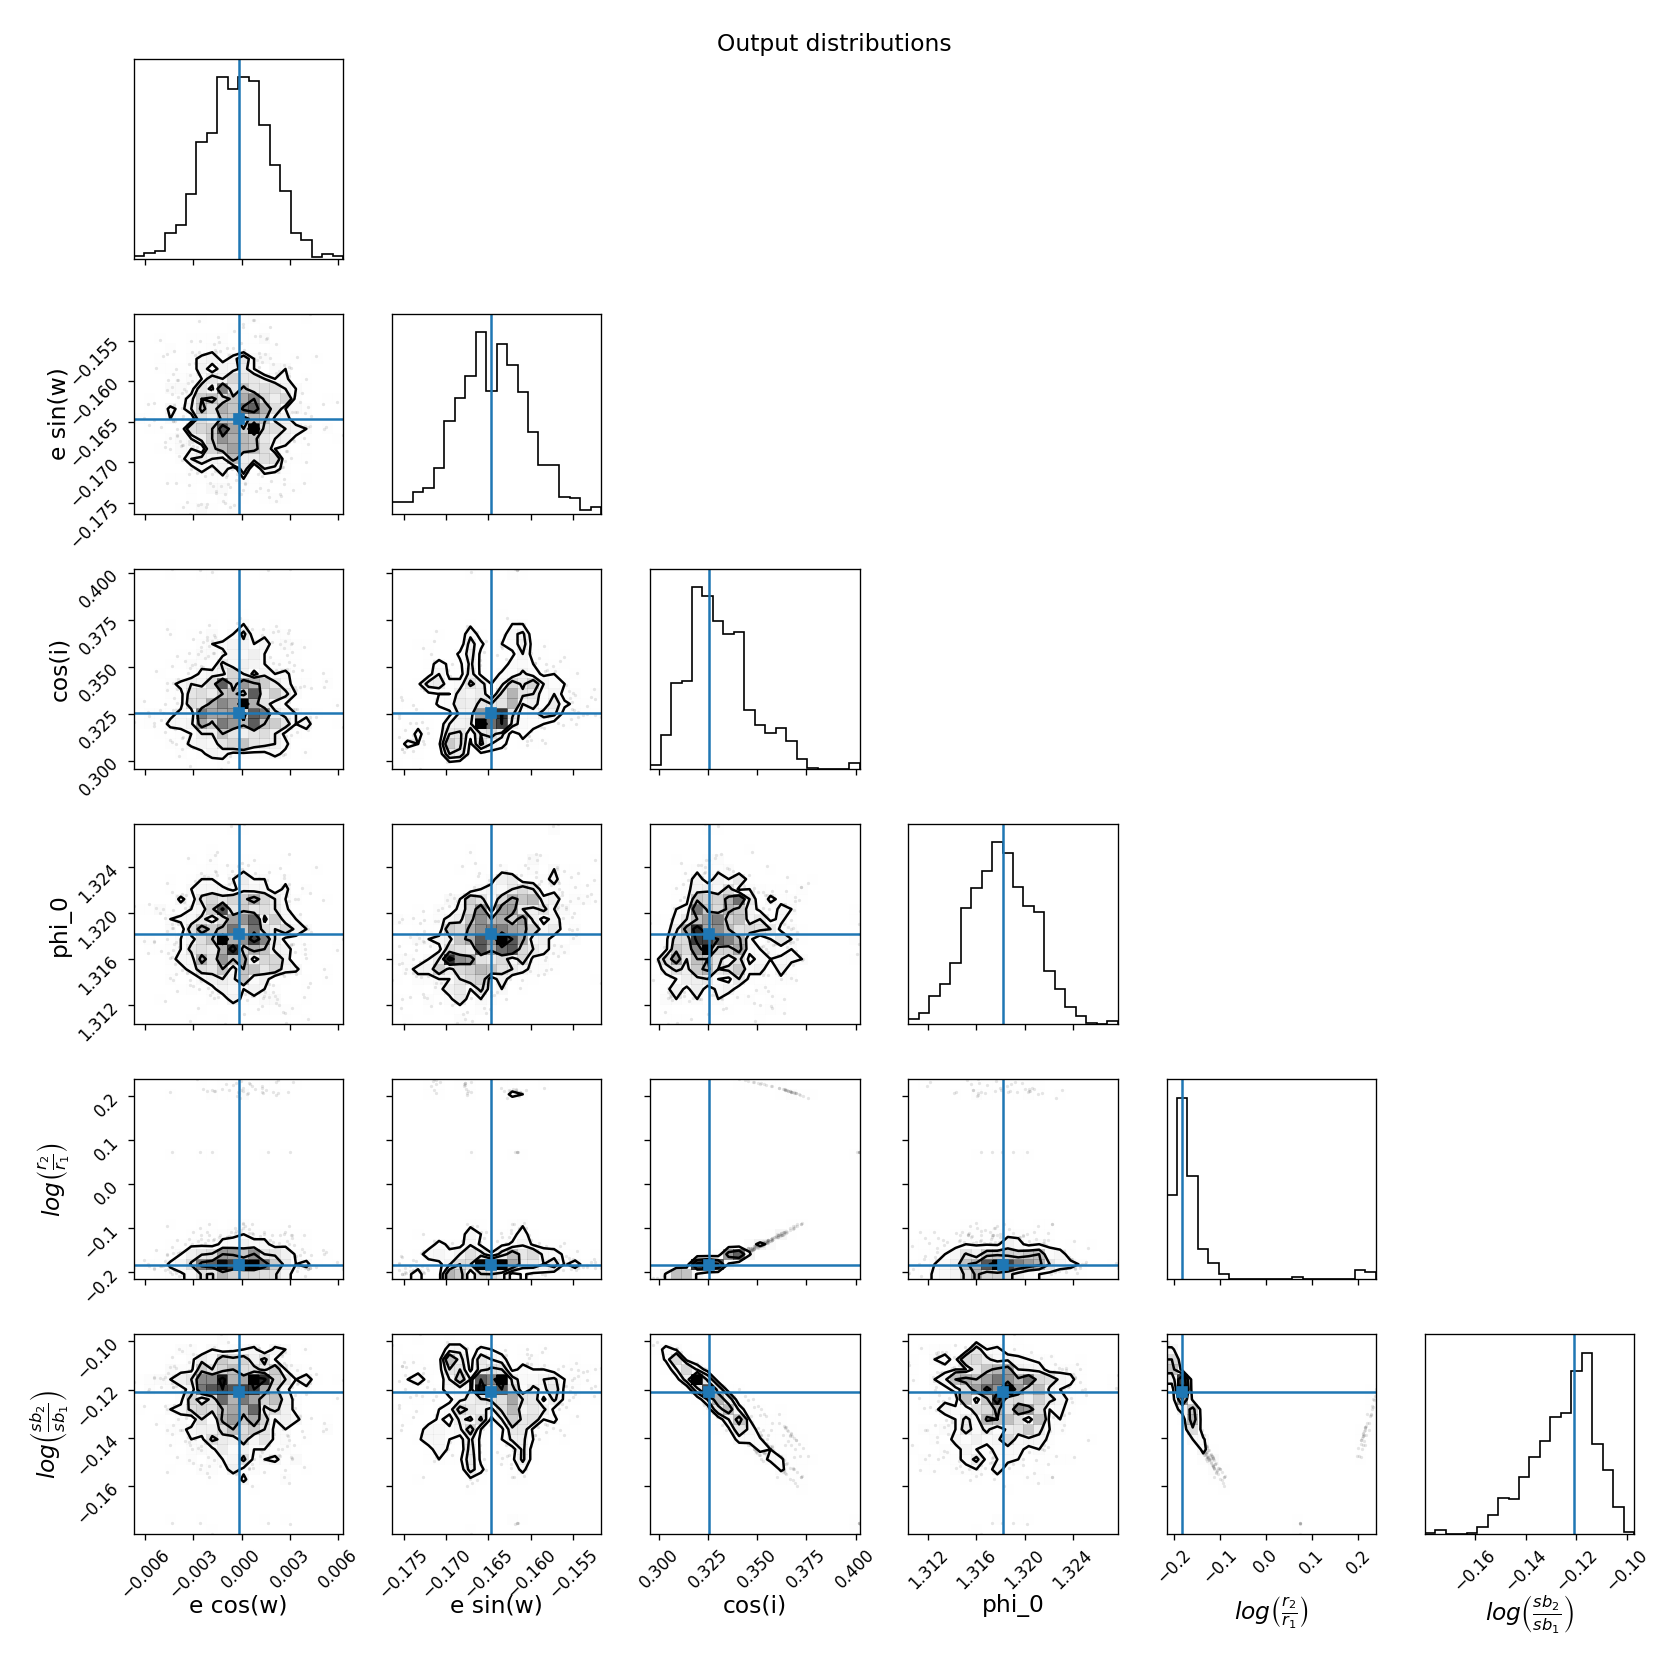 Output distributions
e sin(w)
−0.155
−0.160
−0.165
−0.170
−0.175
cos(i)
0.400
0.375
0.350
0.325
0.300
phi_0
1.324
1.320
1.316
1.312
log(r2/r1)
0.2
0.1
0.0
−0.1
−0.2
log(sb2/sb1)
−0.10
−0.12
−0.14
−0.16
−0.006 −0.003 0.000 0.003 0.006
e cos(w)
−0.175 −0.170 −0.165 −0.160 −0.155
e sin(w)
0.300 0.325 0.350 0.375 0.400
cos(i)
1.312 1.316 1.320 1.324
phi_0
−0.2 −0.1 0.0 0.1 0.2
log(r2/r1)
−0.16 −0.14 −0.12 −0.10
log(sb2/sb1)